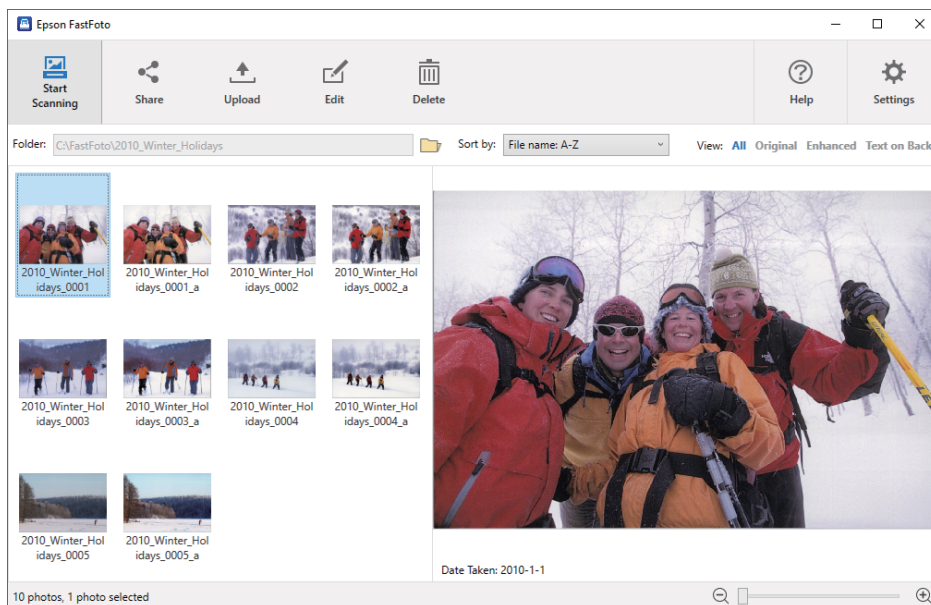 Epson FastFoto
Start
Scanning
Share
Upload
Edit
Delete
Help
Settings
Folder:
C:\FastFoto\2010_Winter_Holidays
Sort by:
File name: A-Z
View:
All
Original
Enhanced
Text on Back
2010_Winter_Hol
idays_0001
2010_Winter_Hol
idays_0001_a
2010_Winter_Hol
idays_0002
2010_Winter_Hol
idays_0002_a
2010_Winter_Hol
idays_0003
2010_Winter_Hol
idays_0003_a
2010_Winter_Hol
idays_0004
2010_Winter_Hol
idays_0004_a
2010_Winter_Hol
idays_0005
2010_Winter_Hol
idays_0005_a
Date Taken: 2010-1-1
10 photos, 1 photo selected